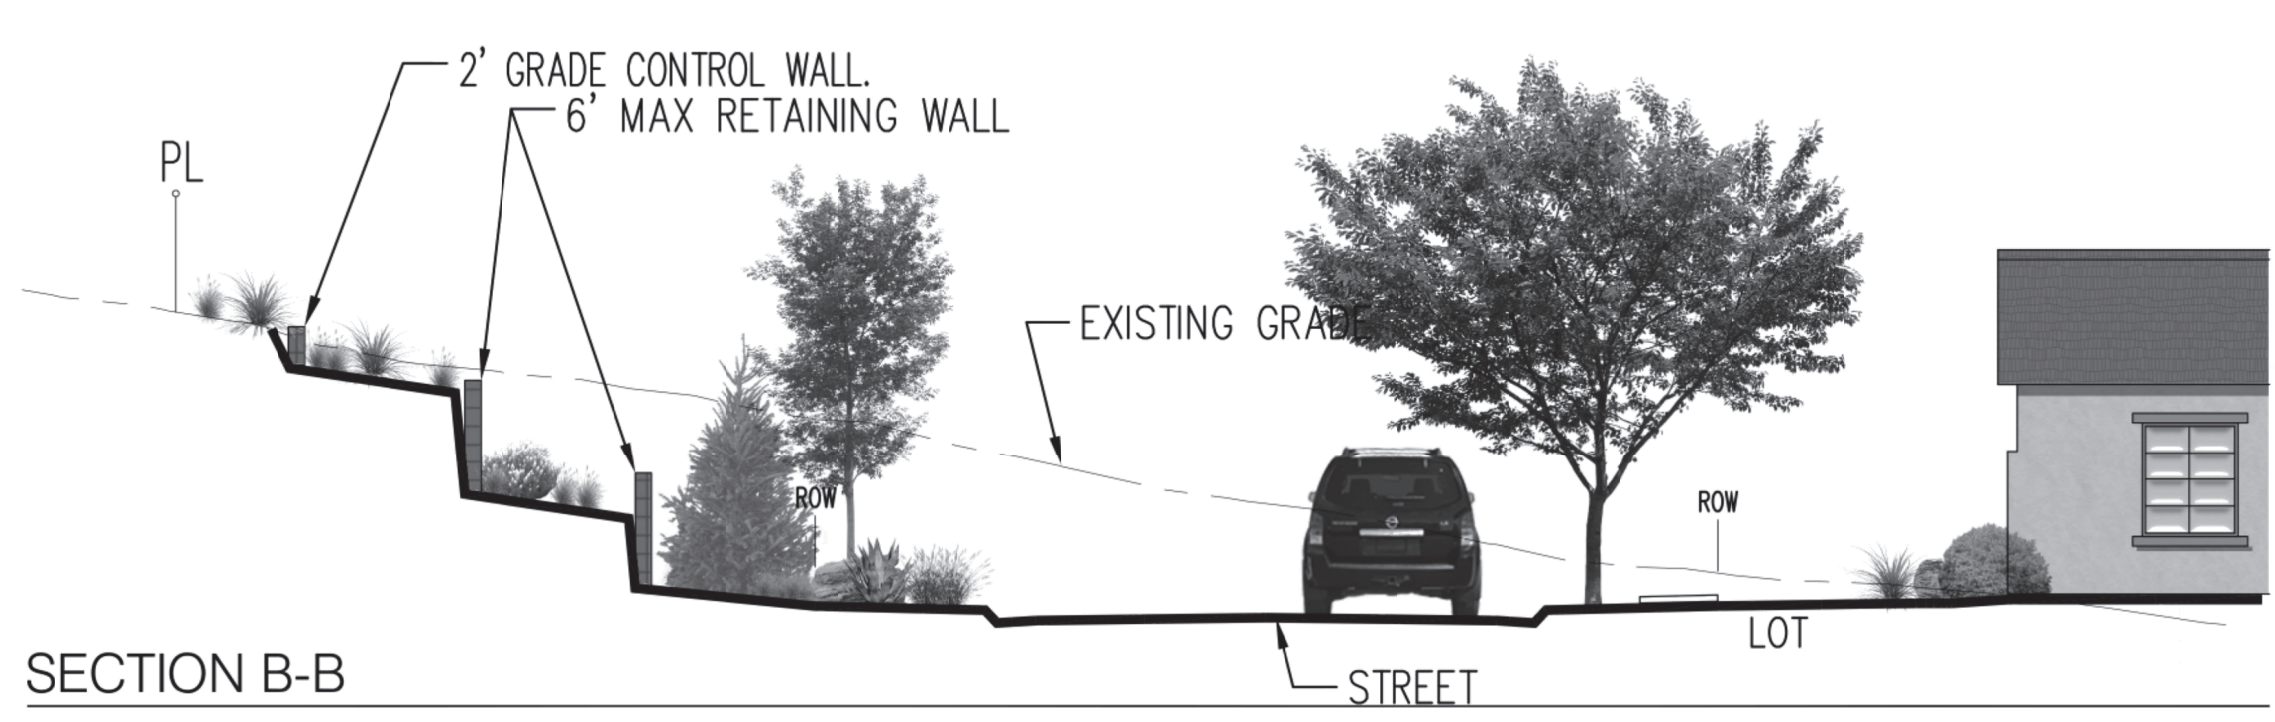 2' GRADE CONTROL WALL.
6' MAX RETAINING WALL
PL
EXISTING GRADE
ROW
ROW
LOT
STREET
SECTION B-B